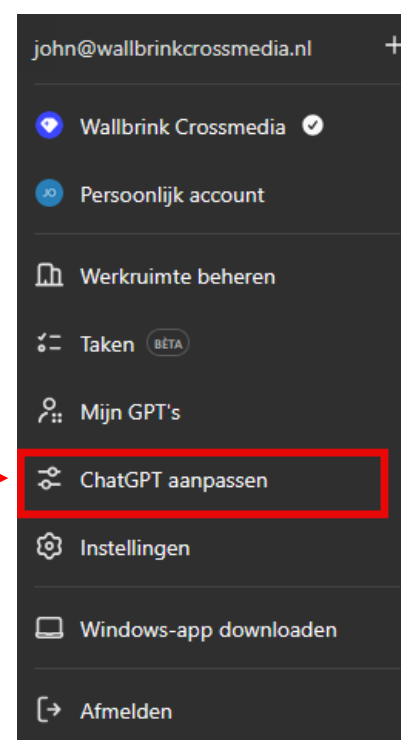 john@wallbrinkcrossmedia.nl +
Wallbrink Crossmedia
JO Persoonlijk account
Werkruimte beheren
Taken BÈTA
Mijn GPT's
ChatGPT aanpassen
Instellingen
Windows-app downloaden
Afmelden